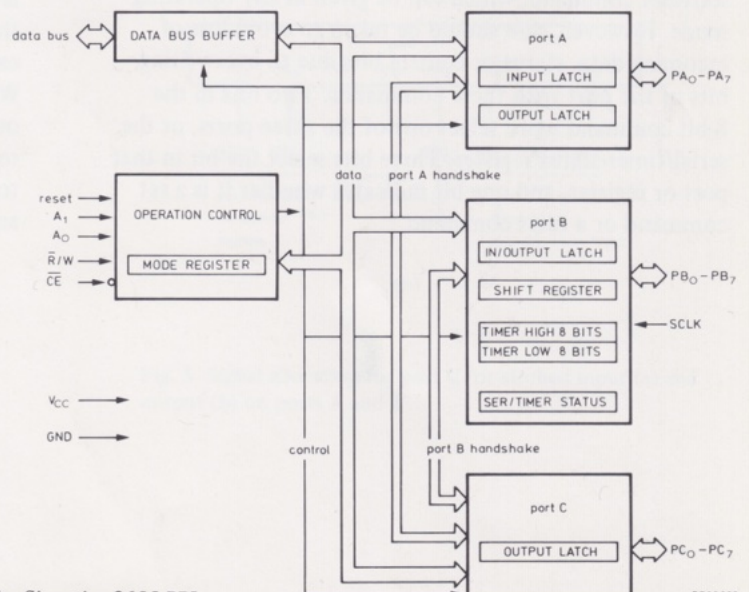 data bus
DATA BUS BUFFER
port A
INPUT LATCH
OUTPUT LATCH
PA0-PA7
data
port A handshake
reset
A1
A0
R̅/W
C̅E̅
OPERATION CONTROL
MODE REGISTER
port B
IN/OUTPUT LATCH
SHIFT REGISTER
TIMER HIGH 8 BITS
TIMER LOW 8 BITS
SER/TIMER STATUS
PB0-PB7
SCLK
VCC
GND
control
port B handshake
port C
OUTPUT LATCH
PC0-PC7